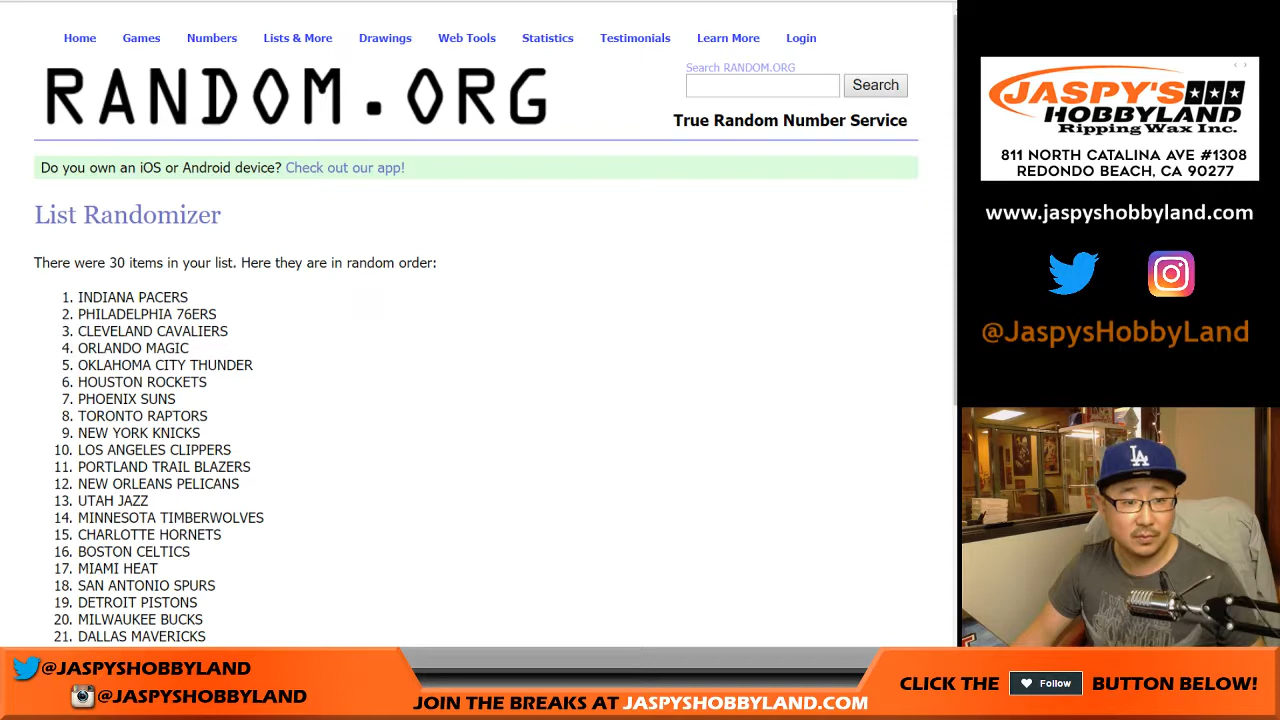 Home Games Numbers Lists & More Drawings Web Tools Statistics Testimonials Learn More Login
RANDOM.ORG
Search RANDOM.ORG
Search
True Random Number Service
Do you own an iOS or Android device? Check out our app!
List Randomizer
There were 30 items in your list. Here they are in random order:
1. INDIANA PACERS
2. PHILADELPHIA 76ERS
3. CLEVELAND CAVALIERS
4. ORLANDO MAGIC
5. OKLAHOMA CITY THUNDER
6. HOUSTON ROCKETS
7. PHOENIX SUNS
8. TORONTO RAPTORS
9. NEW YORK KNICKS
10. LOS ANGELES CLIPPERS
11. PORTLAND TRAIL BLAZERS
12. NEW ORLEANS PELICANS
13. UTAH JAZZ
14. MINNESOTA TIMBERWOLVES
15. CHARLOTTE HORNETS
16. BOSTON CELTICS
17. MIAMI HEAT
18. SAN ANTONIO SPURS
19. DETROIT PISTONS
20. MILWAUKEE BUCKS
21. DALLAS MAVERICKS
JASPY'S
HOBBYLAND
Ripping Wax Inc.
811 NORTH CATALINA AVE #1308
REDONDO BEACH, CA 90277
www.jaspyshobbyland.com
@JaspysHobbyLand
LA
@JASPYSHOBBYLAND
@JASPYSHOBBYLAND
JOIN THE BREAKS AT JASPYSHOBBYLAND.COM
CLICK THE Follow BUTTON BELOW!